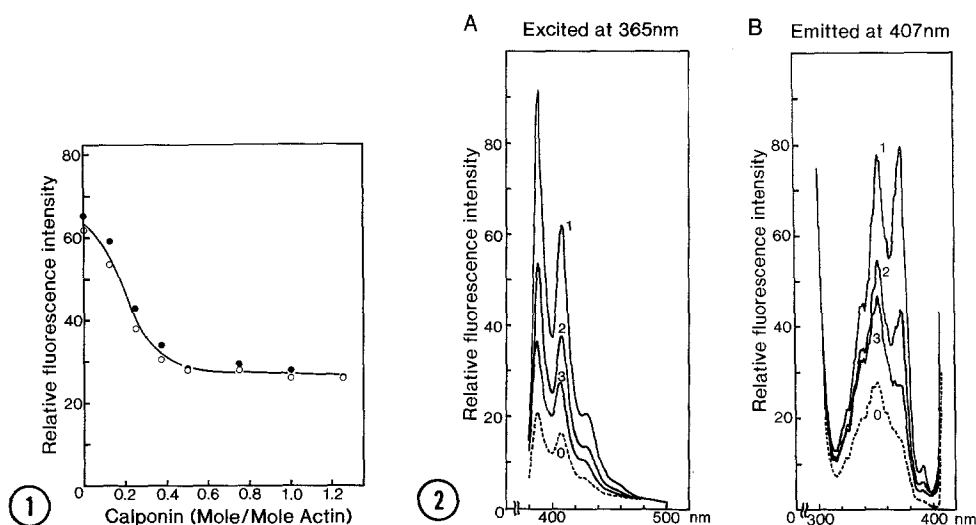 1
Relative fluorescence intensity
80
60
40
20
0
0 0.2 0.4 0.6 0.8 1.0 1.2
Calponin (Mole/Mole Actin)
2
A Excited at 365nm
Relative fluorescence intensity
80
60
40
20
0
1
2
3
0
400 500 nm
B Emitted at 407nm
Relative fluorescence intensity
80
60
40
20
0
1
2
3
0
300 400 nm